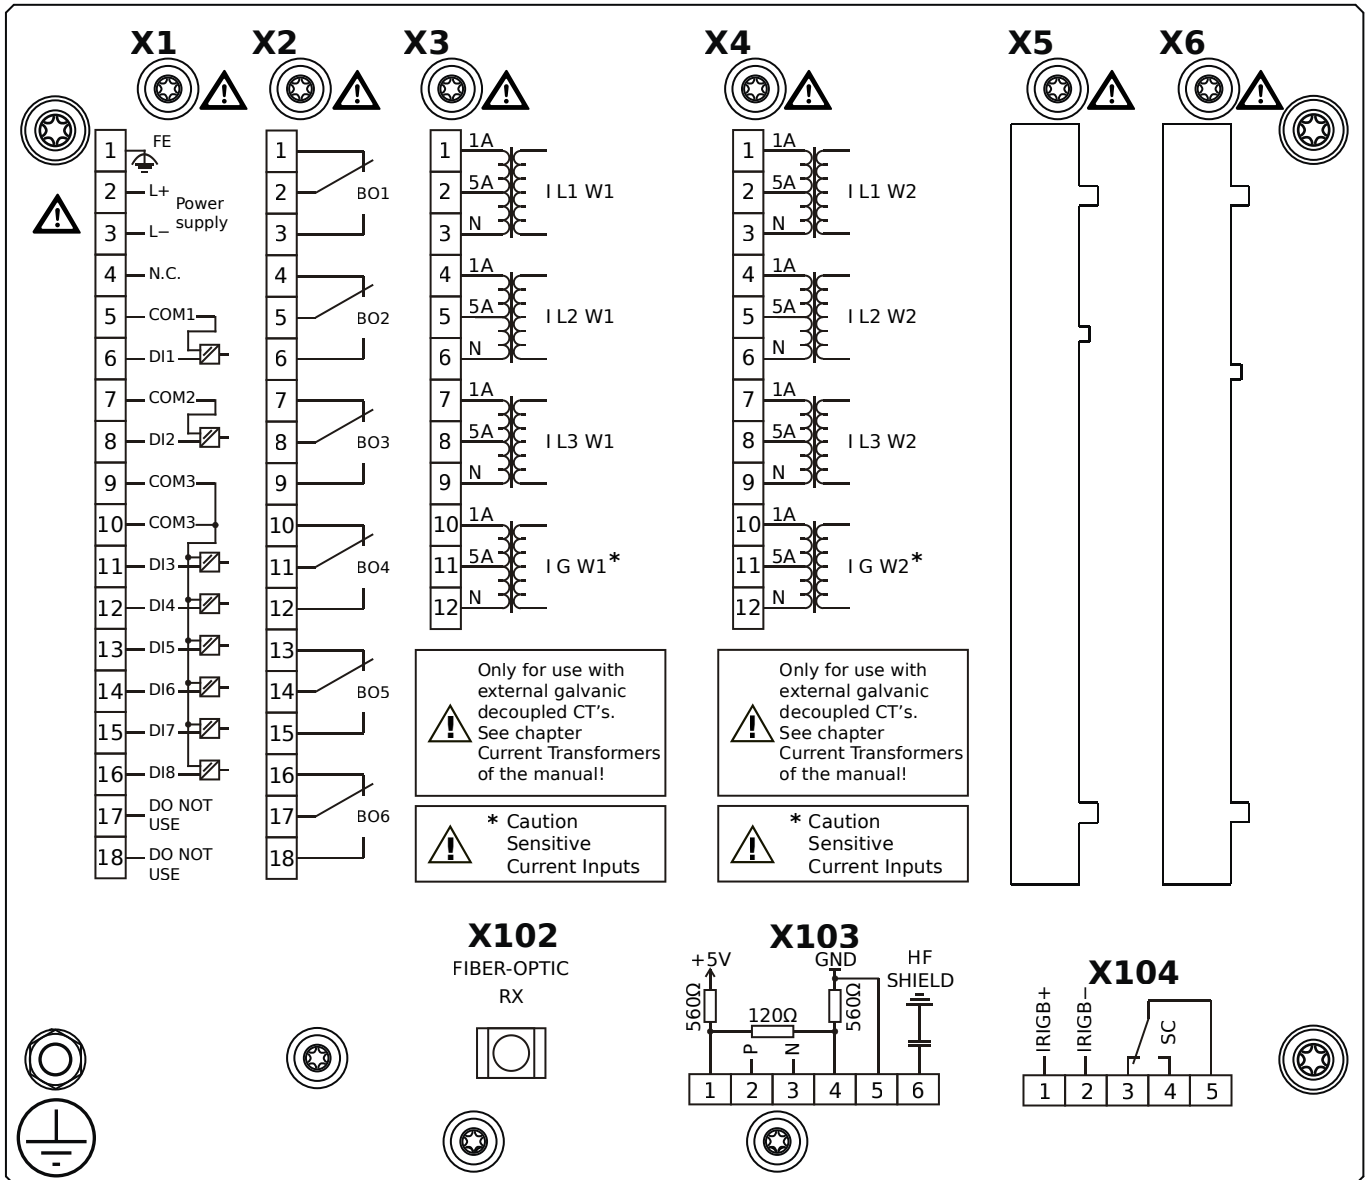 X1
X2
X3
X4
X5
X6
1 FE
2 L+
Power
supply
3 L−
4 N.C.
5 COM1
6 DI1
7 COM2
8 DI2
9 COM3
10 COM3
11 DI3
12 DI4
13 DI5
14 DI6
15 DI7
16 DI8
17 DO NOT
USE
18 DO NOT
USE
1
2 BO1
3
4
5 BO2
6
7
8 BO3
9
10
11 BO4
12
13
14 BO5
15
16
17 BO6
18
1 1A
2 5A I L1 W1
3 N
4 1A
5 5A I L2 W1
6 N
7 1A
8 5A I L3 W1
9 N
10 1A
11 5A I G W1*
12 N
! Only for use with
external galvanic
decoupled CT's.
See chapter
Current Transformers
of the manual!
! * Caution
Sensitive
Current Inputs
1 1A
2 5A I L1 W2
3 N
4 1A
5 5A I L2 W2
6 N
7 1A
8 5A I L3 W2
9 N
10 1A
11 5A I G W2*
12 N
! Only for use with
external galvanic
decoupled CT's.
See chapter
Current Transformers
of the manual!
! * Caution
Sensitive
Current Inputs
X102
FIBER-OPTIC
RX
X103
+5V GND HF
SHIELD
560Ω 120Ω 560Ω
P N
1 2 3 4 5 6
X104
IRIGB+ IRIGB− SC
1 2 3 4 5